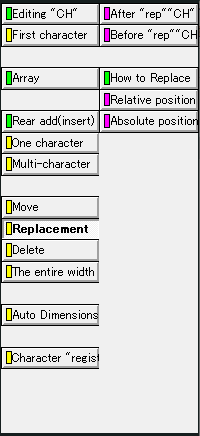 Editing "CH"
After "rep""CH"
First character
Before "rep""CH
Array
How to Replace
Relative position
Rear add(insert)
Absolute position
One character
Multi-character
Move
Replacement
Delete
The entire width
Auto Dimensions
Character "regist